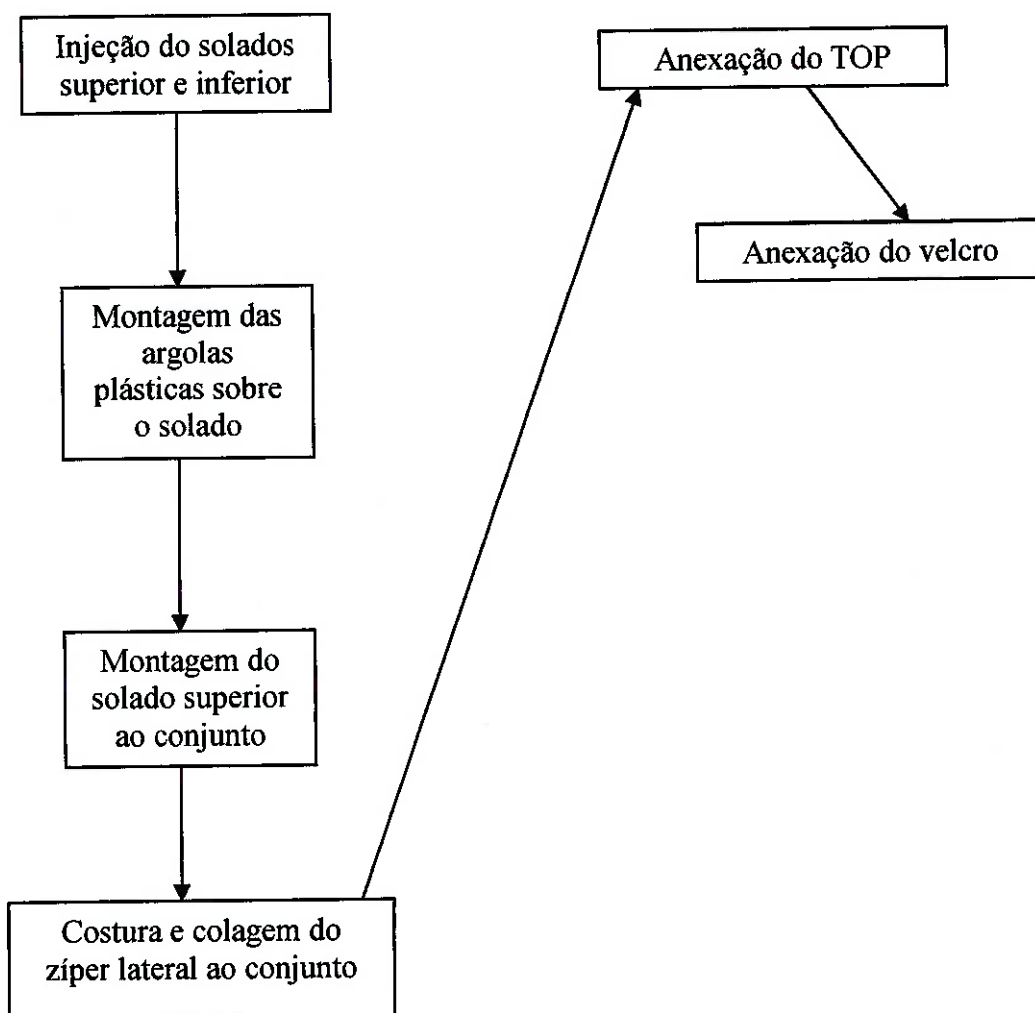 Injeção do solados
superior e inferior
Montagem das
argolas
plásticas sobre
o solado
Montagem do
solado superior
ao conjunto
Costura e colagem do
zíper lateral ao conjunto
Anexação do TOP
Anexação do velcro